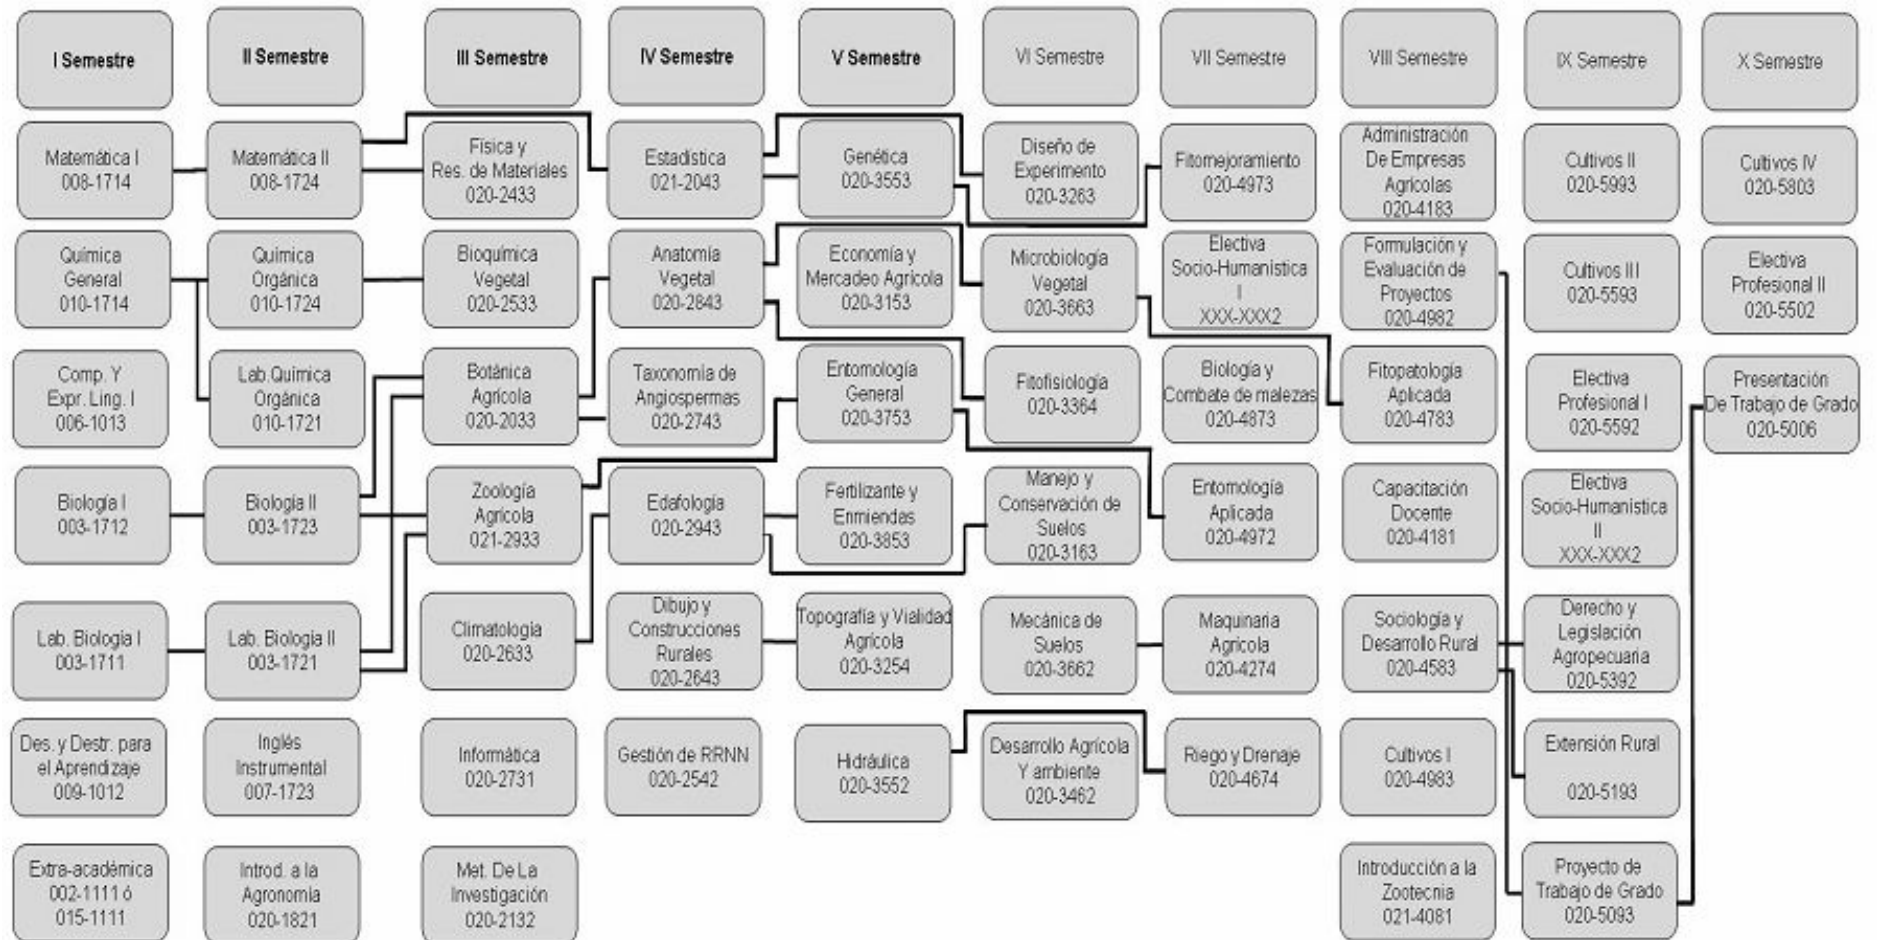 I Semestre
II Semestre
III Semestre
IV Semestre
V Semestre
VI Semestre
VII Semestre
VIII Semestre
IX Semestre
X Semestre
Matemática I
008-1714
Matemática II
008-1724
Física y
Res. de Materiales
020-2433
Estadística
021-2043
Genética
020-3553
Diseño de
Experimento
020-3263
Fitomejoramiento
020-4973
Administración
De Empresas
Agrícolas
020-4183
Cultivos II
020-5993
Cultivos IV
020-5803
Química
General
010-1714
Química
Orgánica
010-1724
Bioquímica
Vegetal
020-2533
Anatomía
Vegetal
020-2843
Economía y
Mercadeo Agrícola
020-3153
Microbiología
Vegetal
020-3663
Electiva
Socio-Humanística
I
XXX-XXX2
Formulación y
Evaluación de
Proyectos
020-4982
Cultivos III
020-5593
Electiva
Profesional II
020-5502
Comp. Y
Expr. Ling. I
006-1013
Lab.Química
Orgánica
010-1721
Botánica
Agrícola
020-2033
Taxonomía de
Angiospermas
020-2743
Entomología
General
020-3753
Fitofisiología
020-3364
Biología y
Combate de malezas
020-4873
Fitopatología
Aplicada
020-4783
Electiva
Profesional I
020-5592
Presentación
De Trabajo de Grado
020-5006
Biología I
003-1712
Biología II
003-1723
Zoología
Agrícola
021-2933
Edafología
020-2943
Fertilizante y
Enmiendas
020-3853
Manejo y
Conservación de
Suelos
020-3163
Entomología
Aplicada
020-4972
Capacitación
Docente
020-4181
Electiva
Socio-Humanística
II
XXX-XXX2
Lab. Biología I
003-1711
Lab. Biología II
003-1721
Climatología
020-2633
Dibujo y
Construcciones
Rurales
020-2643
Topografía y Vialidad
Agrícola
020-3254
Mecánica de
Suelos
020-3662
Maquinaria
Agrícola
020-4274
Sociología y
Desarrollo Rural
020-4583
Derecho y
Legislación
Agropecuaria
020-5392
Des. y Destr. para
el Aprendizaje
009-1012
Inglés
Instrumental
007-1723
Informática
020-2731
Gestión de RRNN
020-2542
Hidráulica
020-3552
Desarrollo Agrícola
Y ambiente
020-3462
Riego y Drenaje
020-4674
Cultivos I
020-4983
Extensión Rural
020-5193
Extra-académica
002-1111 ó
015-1111
Introd. a la
Agronomía
020-1821
Met. De La
Investigación
020-2132
Introducción a la
Zootecnia
021-4081
Proyecto de
Trabajo de Grado
020-5093